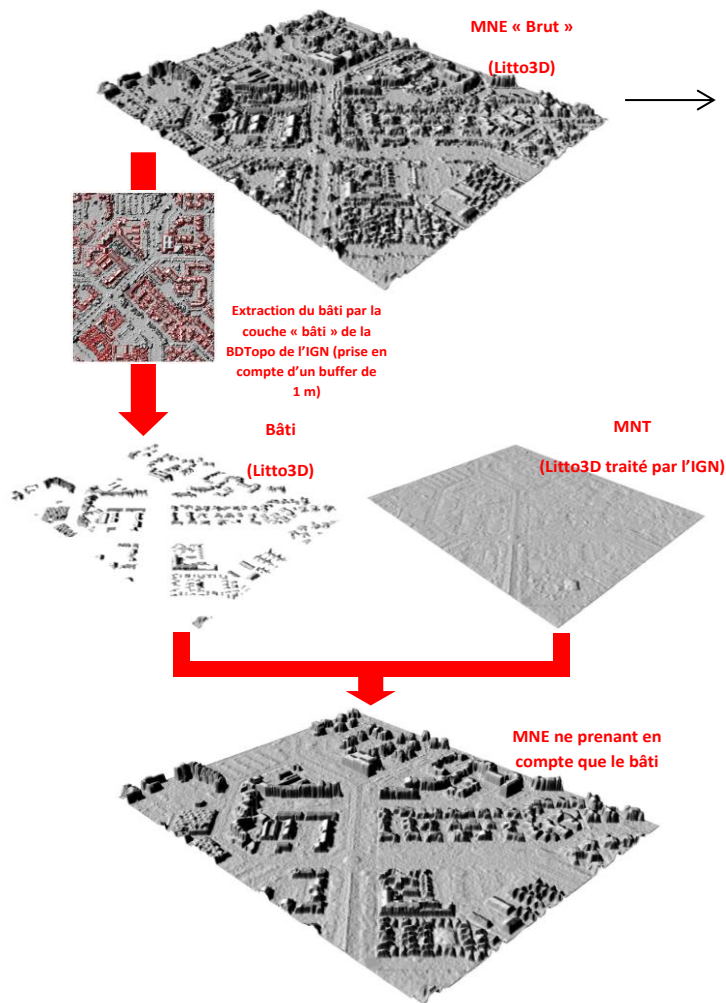 MNE « Brut »
(Litto3D)
Extraction du bâti par la
couche « bâti » de la
BDTopo de l’IGN (prise en
compte d’un buffer de
1 m)
Bâti
(Litto3D)
MNT
(Litto3D traité par l’IGN)
MNE ne prenant en
compte que le bâti